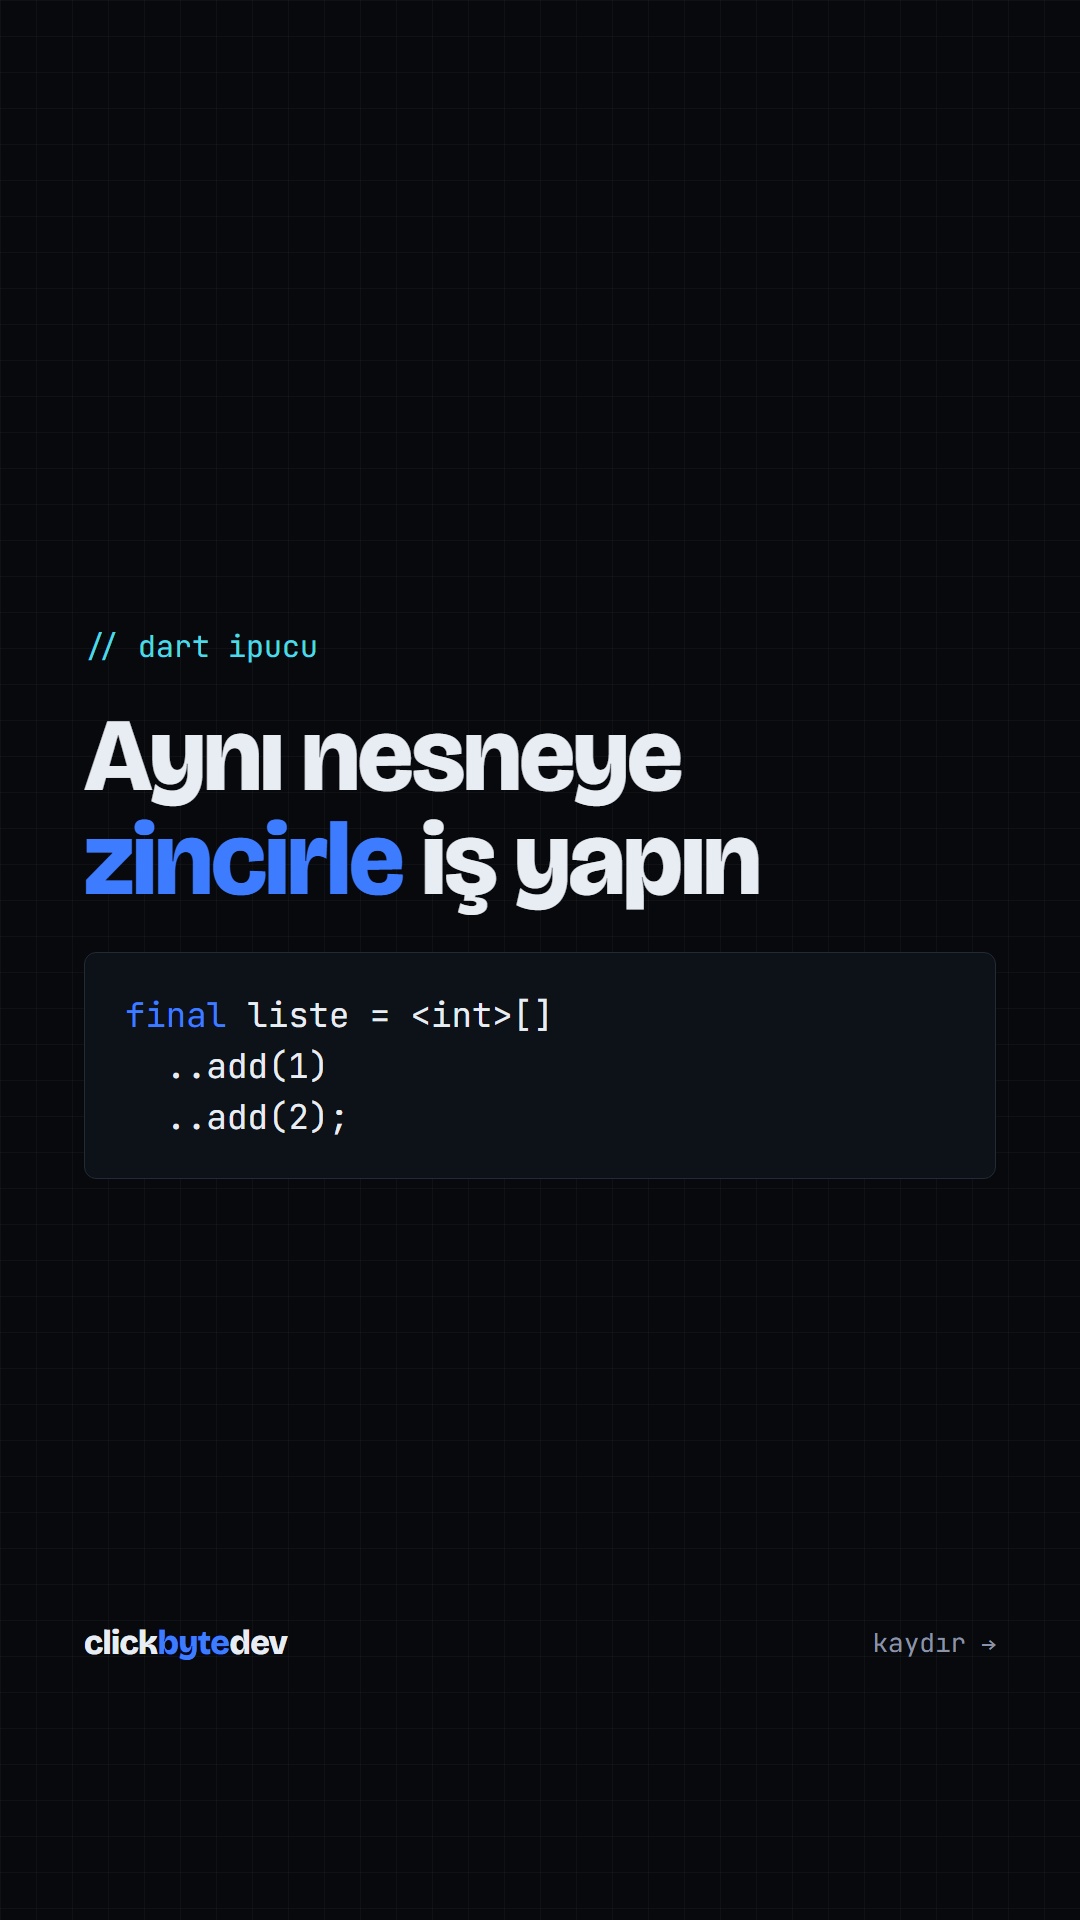 // dart ipucu
Aynı nesneye
zincirle iş yapın
final liste = <int>[]
  ..add(1)
  ..add(2);
clickbytedev
kaydır →